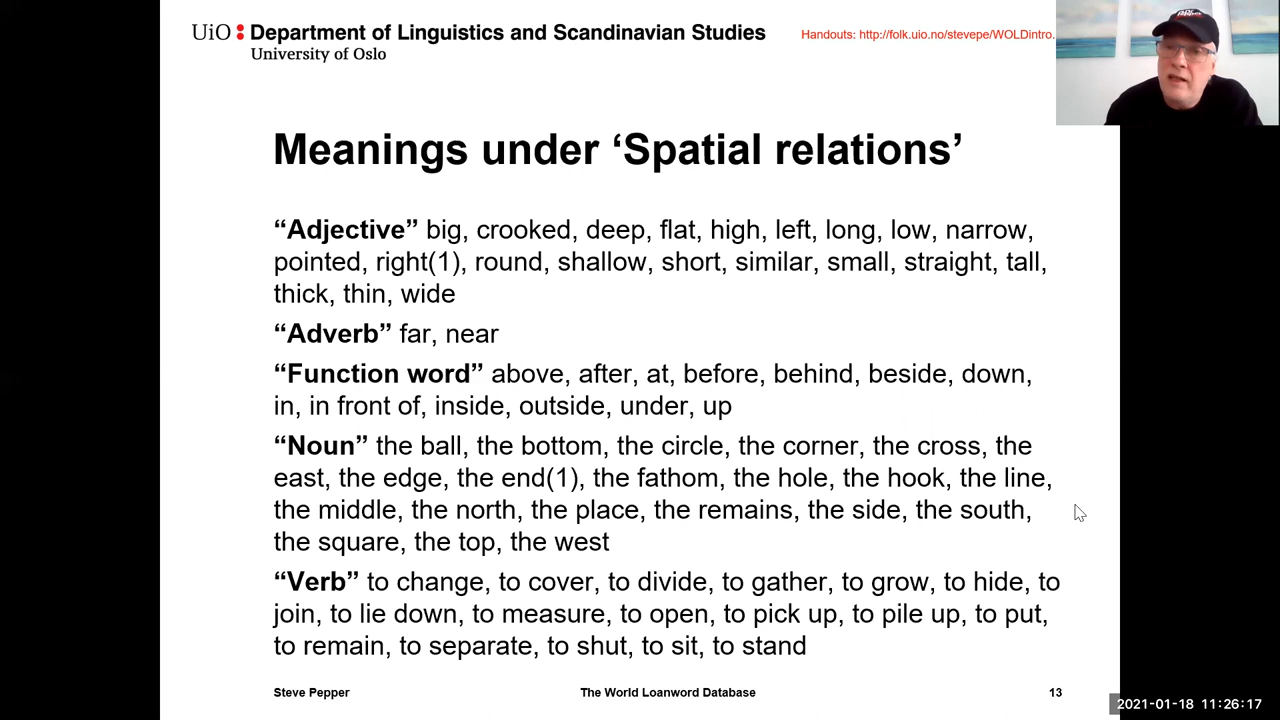 UiO : Department of Linguistics and Scandinavian Studies
University of Oslo
Handouts: http://folk.uio.no/stevepe/WOLDintro.
Meanings under ‘Spatial relations’
“Adjective” big, crooked, deep, flat, high, left, long, low, narrow,
pointed, right(1), round, shallow, short, similar, small, straight, tall,
thick, thin, wide
“Adverb” far, near
“Function word” above, after, at, before, behind, beside, down,
in, in front of, inside, outside, under, up
“Noun” the ball, the bottom, the circle, the corner, the cross, the
east, the edge, the end(1), the fathom, the hole, the hook, the line,
the middle, the north, the place, the remains, the side, the south,
the square, the top, the west
“Verb” to change, to cover, to divide, to gather, to grow, to hide, to
join, to lie down, to measure, to open, to pick up, to pile up, to put,
to remain, to separate, to shut, to sit, to stand
Steve Pepper
The World Loanword Database
13
2021-01-18 11:26:17